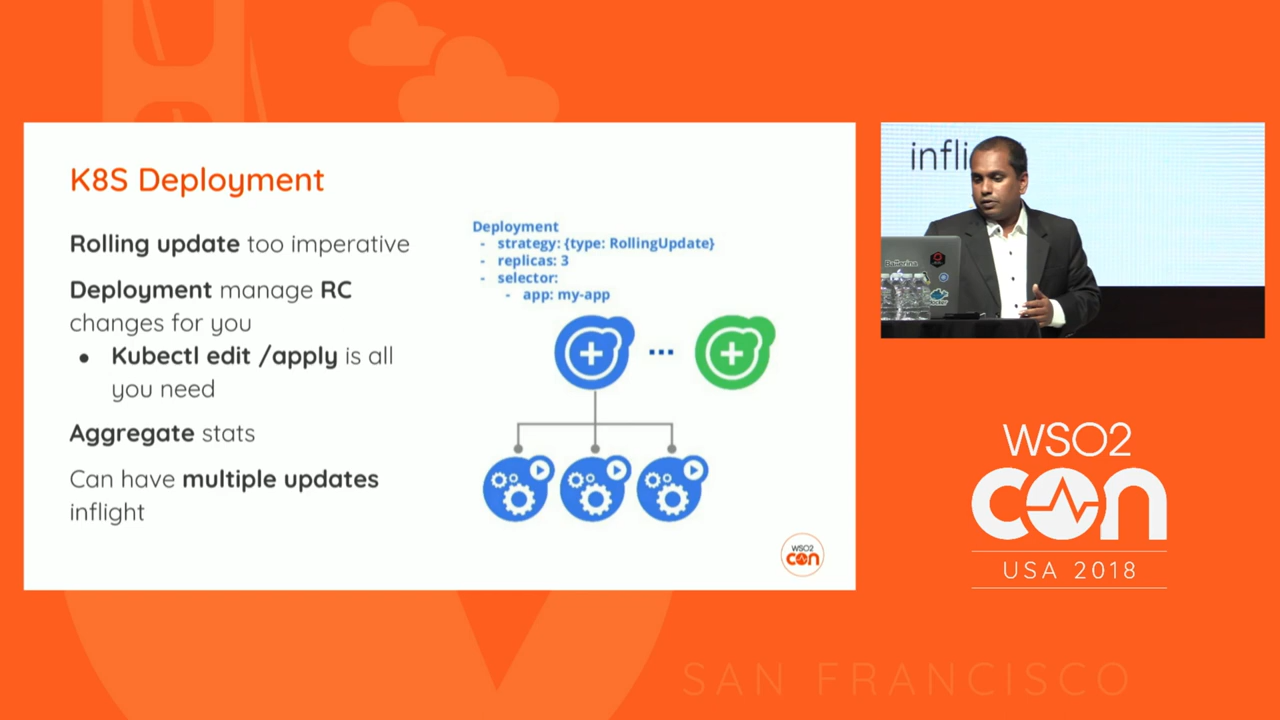 K8S Deployment
Rolling update too imperative
Deployment manage RC
changes for you
● Kubectl edit /apply is all
you need
Aggregate stats
Can have multiple updates
inflight
Deployment
- strategy: {type: RollingUpdate}
- replicas: 3
- selector:
- app: my-app
WSO2
con
infli
Ballerina
WSO2
con
USA 2018
SAN FRANCISCO